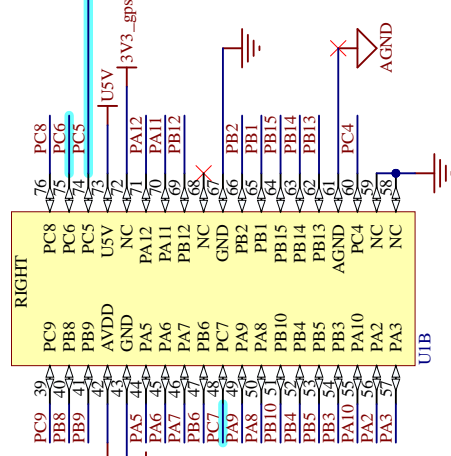 PC8
PC6
PC5
U5V
3V3_gps
PA12
PA11
PB12
PB2
PB1
PB15
PB14
PB13
AGND
PC4
76
75
74
73
72
71
70
69
68
67
66
65
64
63
62
61
60
59
58
RIGHT
PC8
PC6
PC5
U5V
NC
PA12
PA11
PB12
NC
GND
PB2
PB1
PB15
PB14
PB13
AGND
PC4
NC
NC
PC9
PB8
PB9
AVDD
GND
PA5
PA6
PA7
PB6
PC7
PA9
PA8
PB10
PB4
PB5
PB3
PA10
PA2
PA3
U1B
39
40
41
42
43
44
45
46
47
48
49
50
51
52
53
54
55
56
57
PC9
PB8
PB9
PA5
PA6
PA7
PB6
PC7
PA9
PA8
PB10
PB4
PB5
PB3
PA10
PA2
PA3